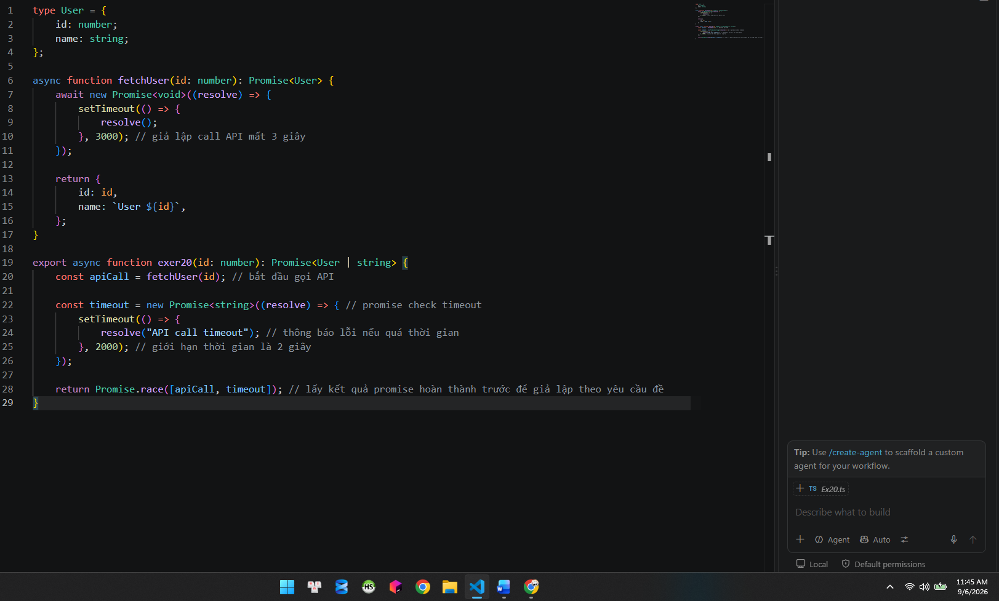 1 type User = {
2 id: number;
3 name: string;
4 };
5
6 async function fetchUser(id: number): Promise<User> {
7 await new Promise<void>((resolve) => {
8 setTimeout(() => {
9 resolve();
10 }, 3000); // giả lập call API mất 3 giây
11 });
12
13 return {
14 id: id,
15 name: `User ${id}`,
16 };
17 }
18
19 export async function exer20(id: number): Promise<User | string> {
20 const apiCall = fetchUser(id); // bắt đầu gọi API
21
22 const timeout = new Promise<string>((resolve) => { // promise check timeout
23 setTimeout(() => {
24 resolve("API call timeout"); // thông báo lỗi nếu quá thời gian
25 }, 2000); // giới hạn thời gian là 2 giây
26 });
27
28 return Promise.race([apiCall, timeout]); // lấy kết quả promise hoàn thành trước để giả lập theo yêu cầu đề
29 }
Tip: Use /create-agent to scaffold a custom
agent for your workflow.
TS Ex20.ts
Describe what to build
Agent Auto
Local Default permissions
HS
W
11:45 AM
9/6/2026